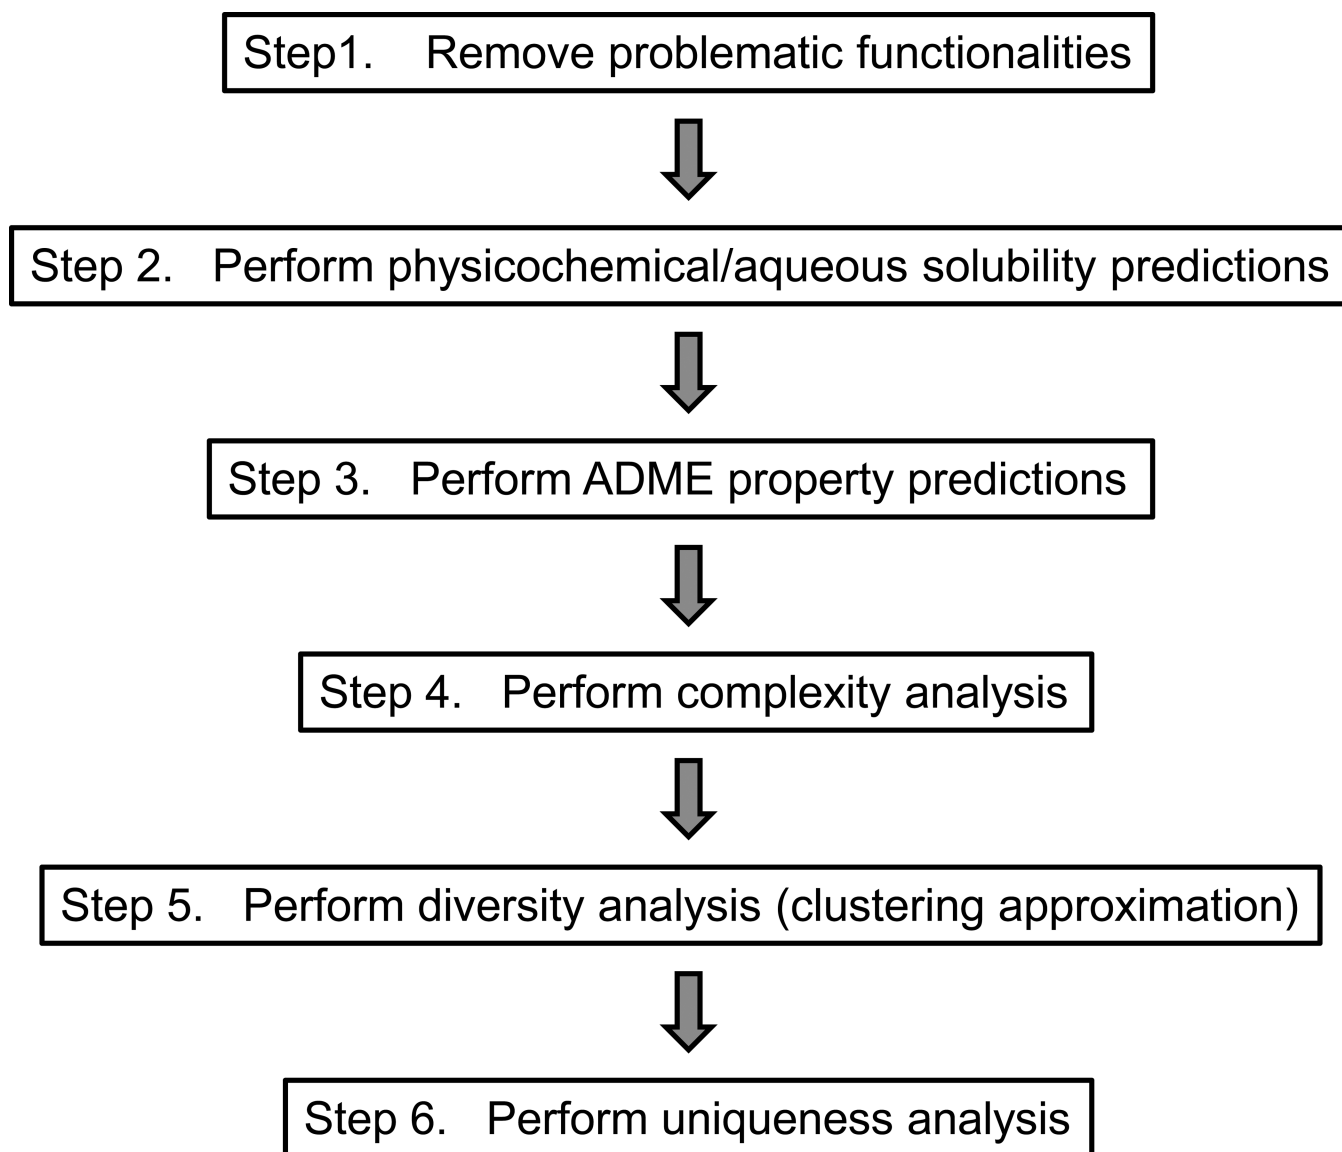 Step1. Remove problematic functionalities
Step 2. Perform physicochemical/aqueous solubility predictions
Step 3. Perform ADME property predictions
Step 4. Perform complexity analysis
Step 5. Perform diversity analysis (clustering approximation)
Step 6. Perform uniqueness analysis